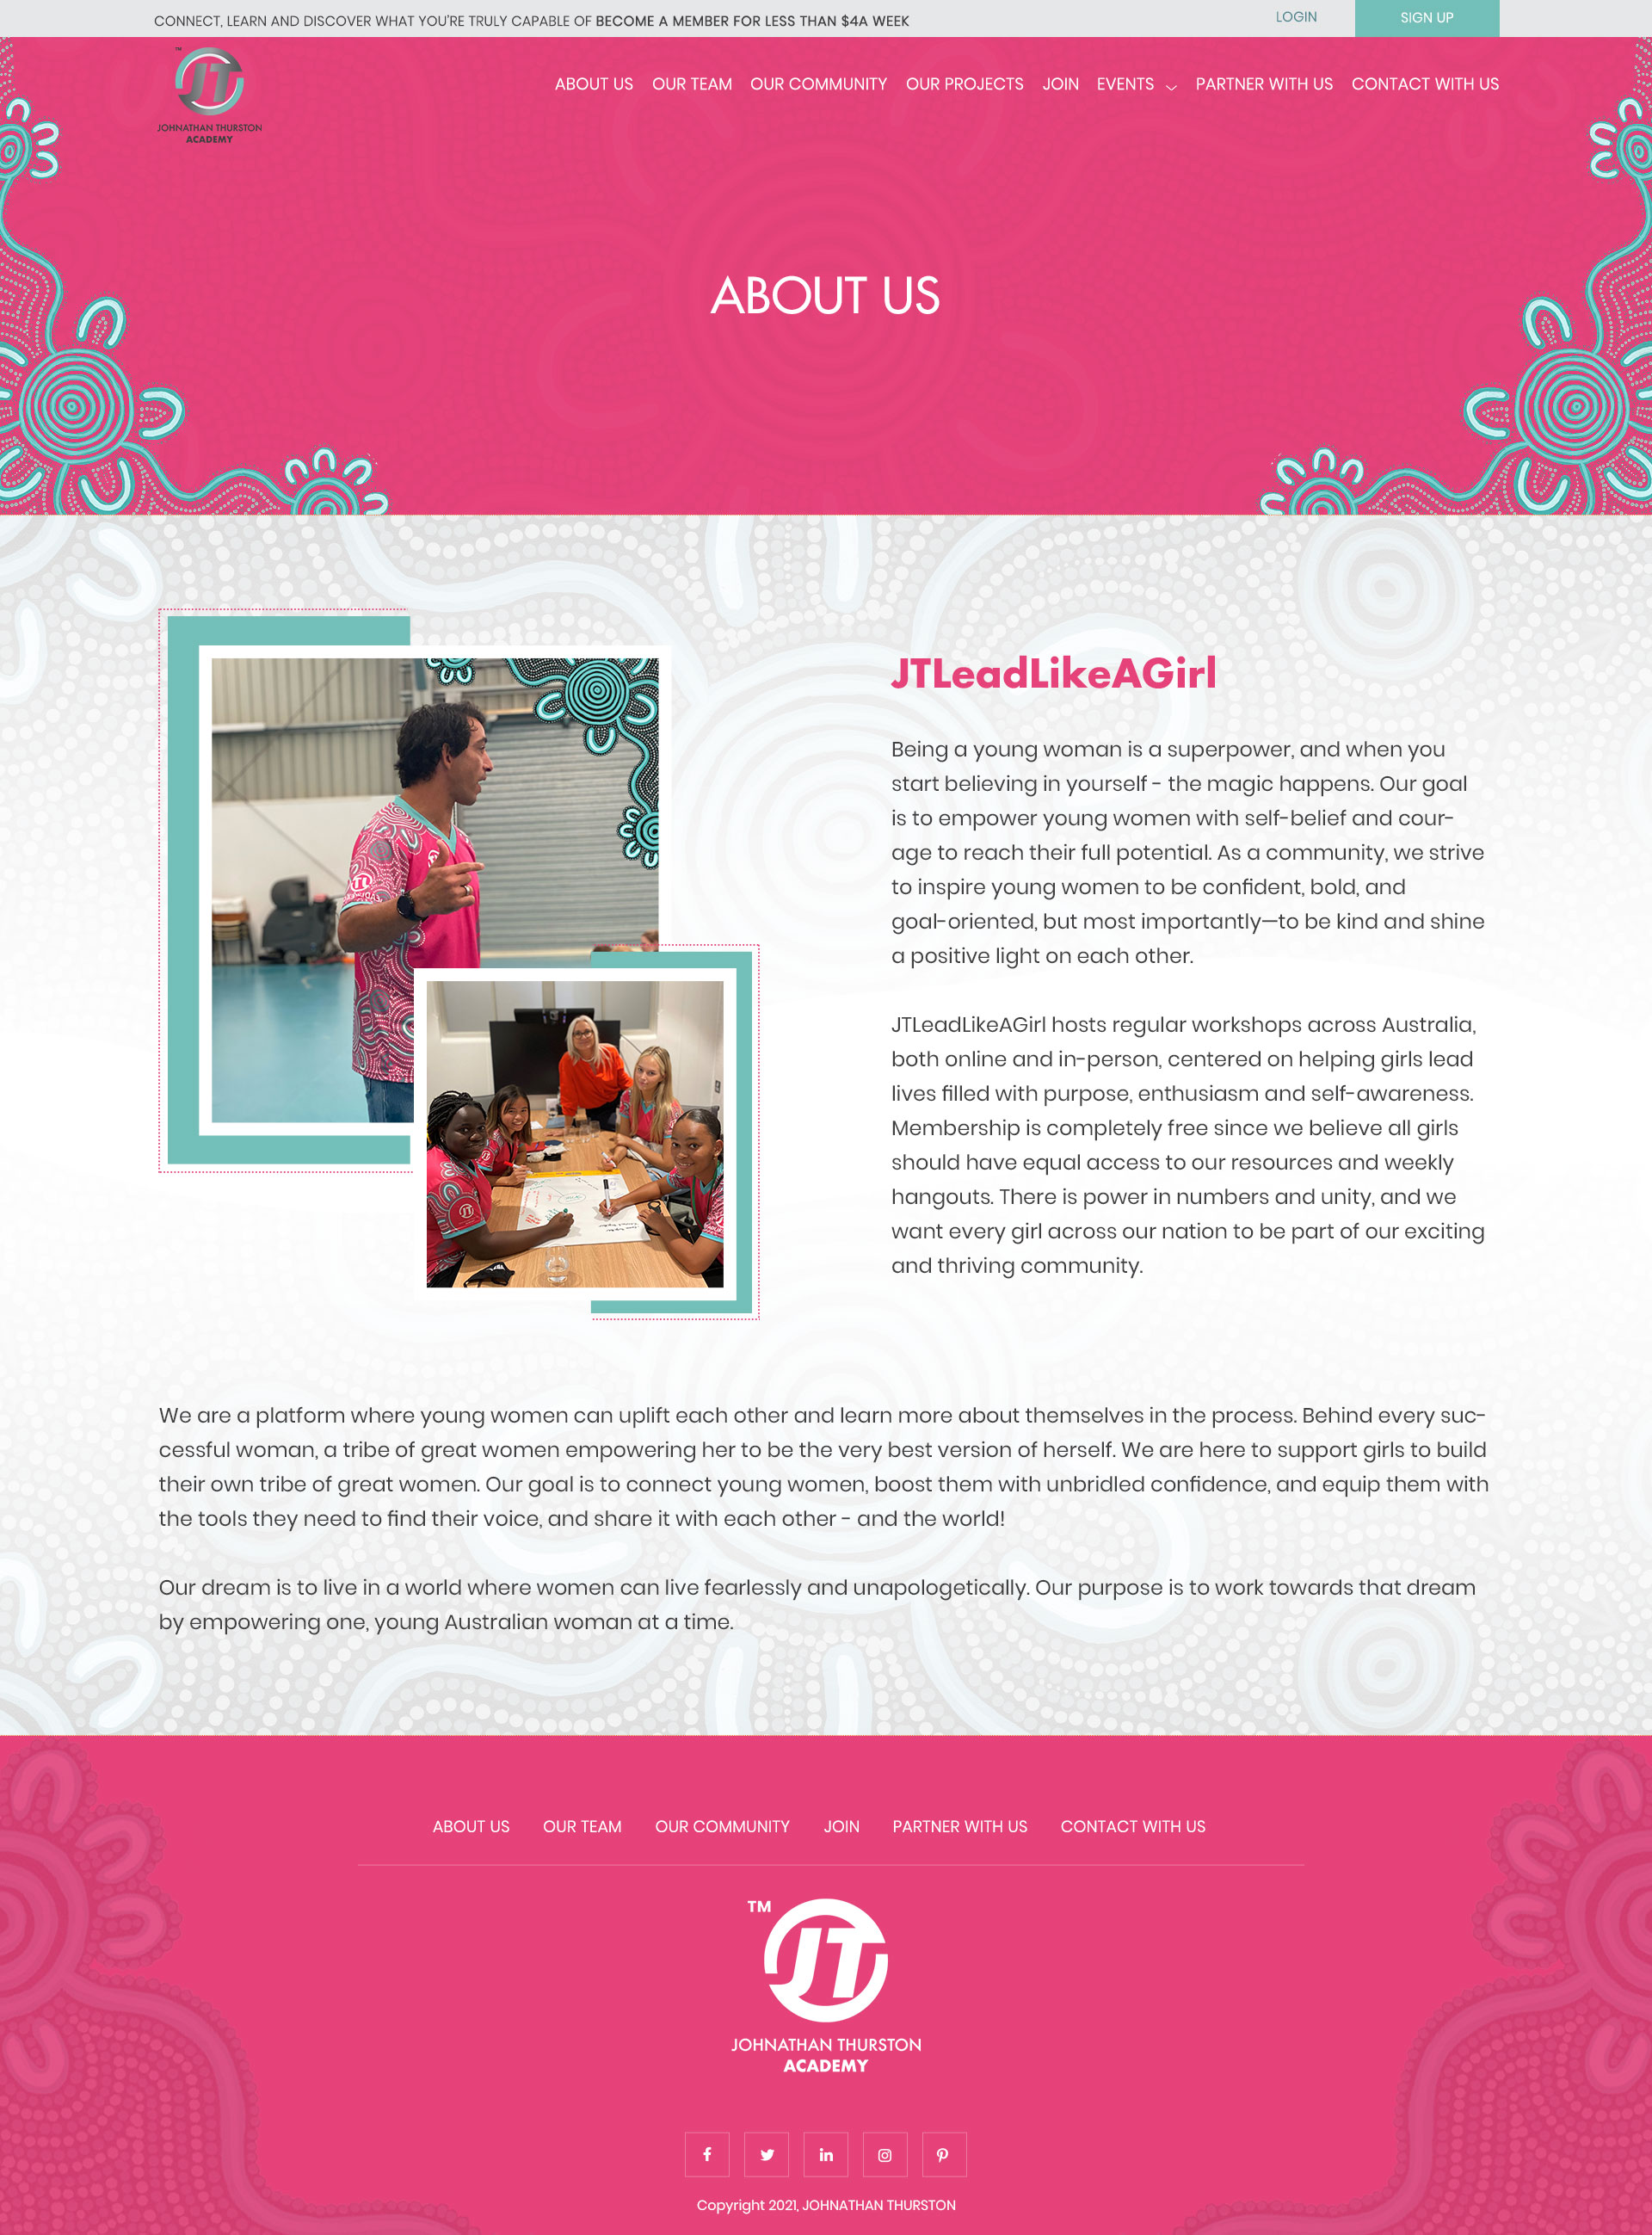 CONNECT, LEARN AND DISCOVER WHAT YOU'RE TRULY CAPABLE OF BECOME A MEMBER FOR LESS THAN $4A WEEK
LOGIN
SIGN UP
TM
JT
JOHNATHAN THURSTON
ACADEMY
ABOUT US
OUR TEAM
OUR COMMUNITY
OUR PROJECTS
JOIN
EVENTS
PARTNER WITH US
CONTACT WITH US
ABOUT US
JTLeadLikeAGirl
Being a young woman is a superpower, and when you
start believing in yourself - the magic happens. Our goal
is to empower young women with self-belief and cour-
age to reach their full potential. As a community, we strive
to inspire young women to be confident, bold, and
goal-oriented, but most importantly—to be kind and shine
a positive light on each other.
JTLeadLikeAGirl hosts regular workshops across Australia,
both online and in-person, centered on helping girls lead
lives filled with purpose, enthusiasm and self-awareness.
Membership is completely free since we believe all girls
should have equal access to our resources and weekly
hangouts. There is power in numbers and unity, and we
want every girl across our nation to be part of our exciting
and thriving community.
We are a platform where young women can uplift each other and learn more about themselves in the process. Behind every suc-
cessful woman, a tribe of great women empowering her to be the very best version of herself. We are here to support girls to build
their own tribe of great women. Our goal is to connect young women, boost them with unbridled confidence, and equip them with
the tools they need to find their voice, and share it with each other - and the world!
Our dream is to live in a world where women can live fearlessly and unapologetically. Our purpose is to work towards that dream
by empowering one, young Australian woman at a time.
ABOUT US
OUR TEAM
OUR COMMUNITY
JOIN
PARTNER WITH US
CONTACT WITH US
TM
JT
JOHNATHAN THURSTON
ACADEMY
Copyright 2021, JOHNATHAN THURSTON